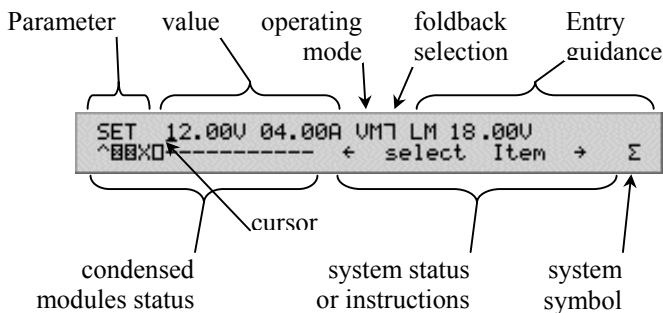 Parameter value operating mode foldback selection Entry guidance
SET 12.00V 04.00A VM˥ LM 18.00V
^☒☒X▯•----------- ← select Item → Σ
cursor
condensed modules status
system status or instructions
system symbol